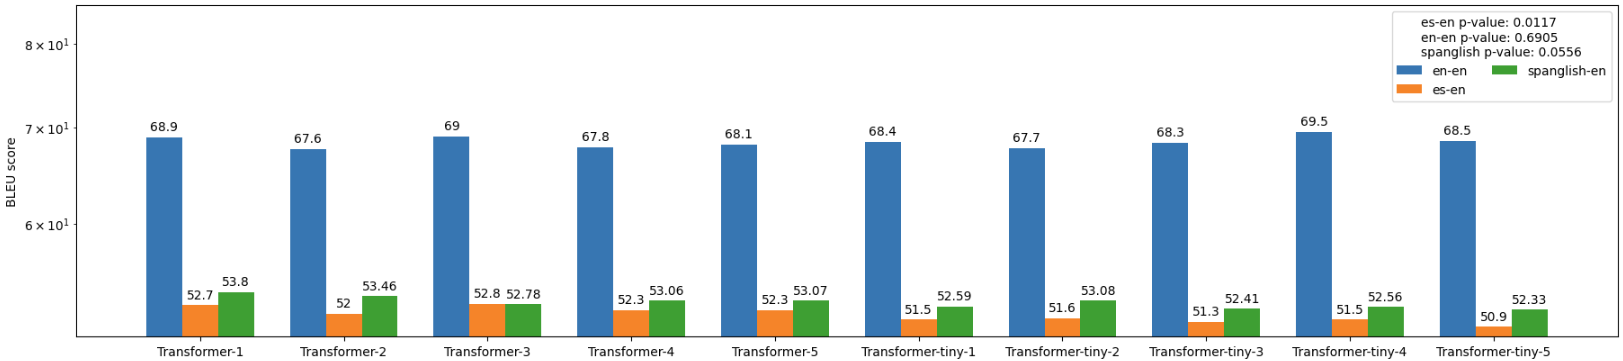 es-en p-value: 0.0117
en-en p-value: 0.6905
spanglish p-value: 0.0556
en-en spanglish-en
es-en
BLEU score
8 × 10¹
7 × 10¹
6 × 10¹
68.9 52.7 53.8
67.6 52 53.46
69 52.8 52.78
67.8 52.3 53.06
68.1 52.3 53.07
68.4 51.5 52.59
67.7 51.6 53.08
68.3 51.3 52.41
69.5 51.5 52.56
68.5 50.9 52.33
Transformer-1 Transformer-2 Transformer-3 Transformer-4 Transformer-5 Transformer-tiny-1 Transformer-tiny-2 Transformer-tiny-3 Transformer-tiny-4 Transformer-tiny-5